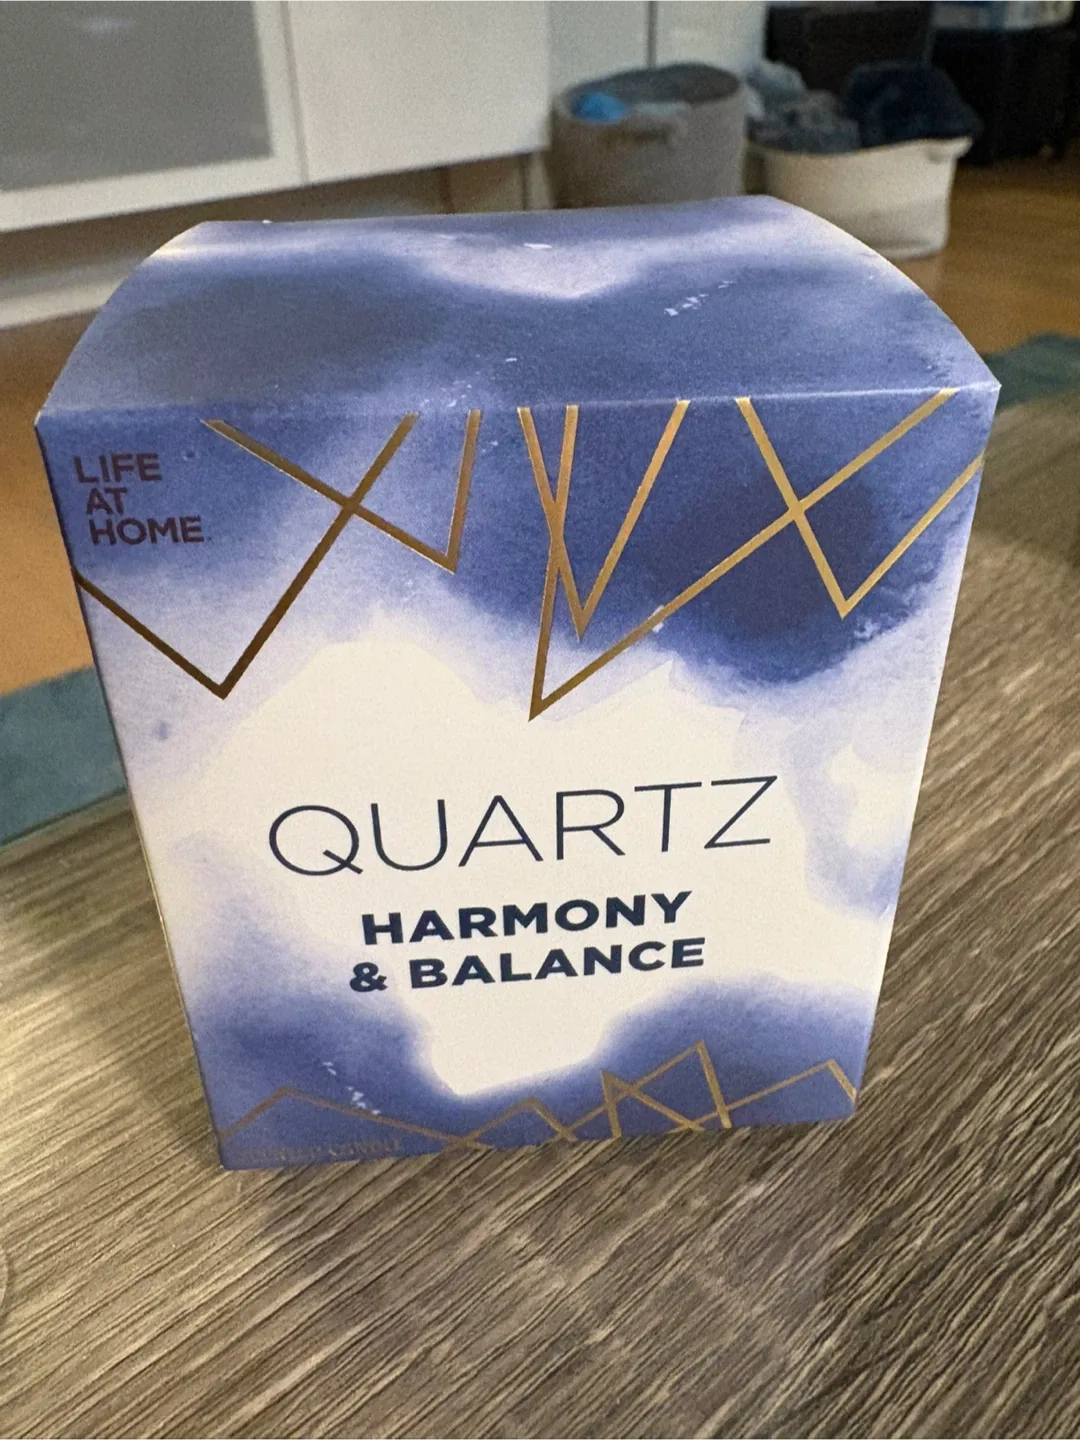 LIFE
AT
HOME
QUARTZ
HARMONY
& BALANCE